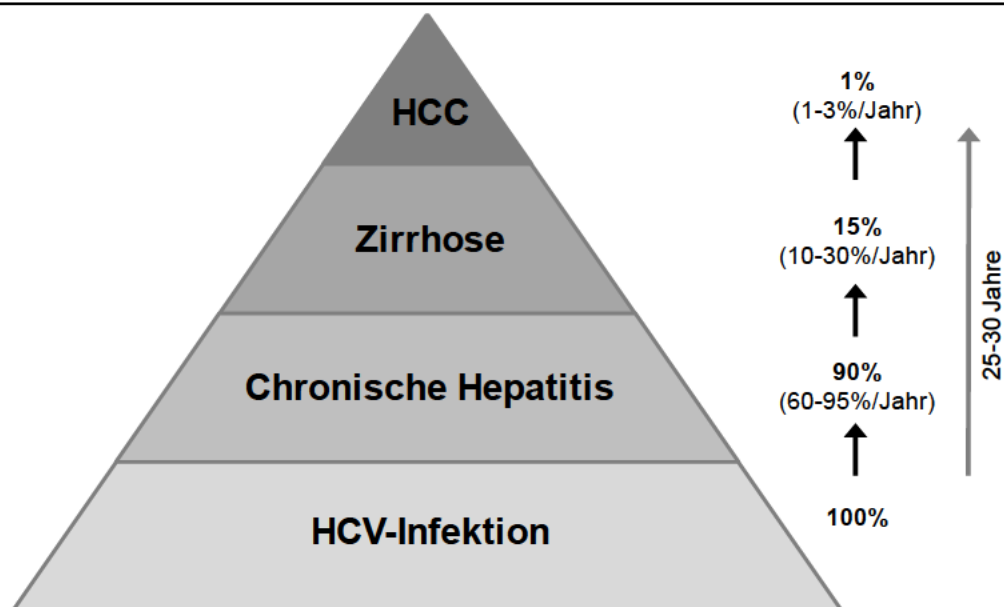 HCC
1%
(1-3%/Jahr)
Zirrhose
15%
(10-30%/Jahr)
Chronische Hepatitis
90%
(60-95%/Jahr)
HCV-Infektion
100%
25-30 Jahre